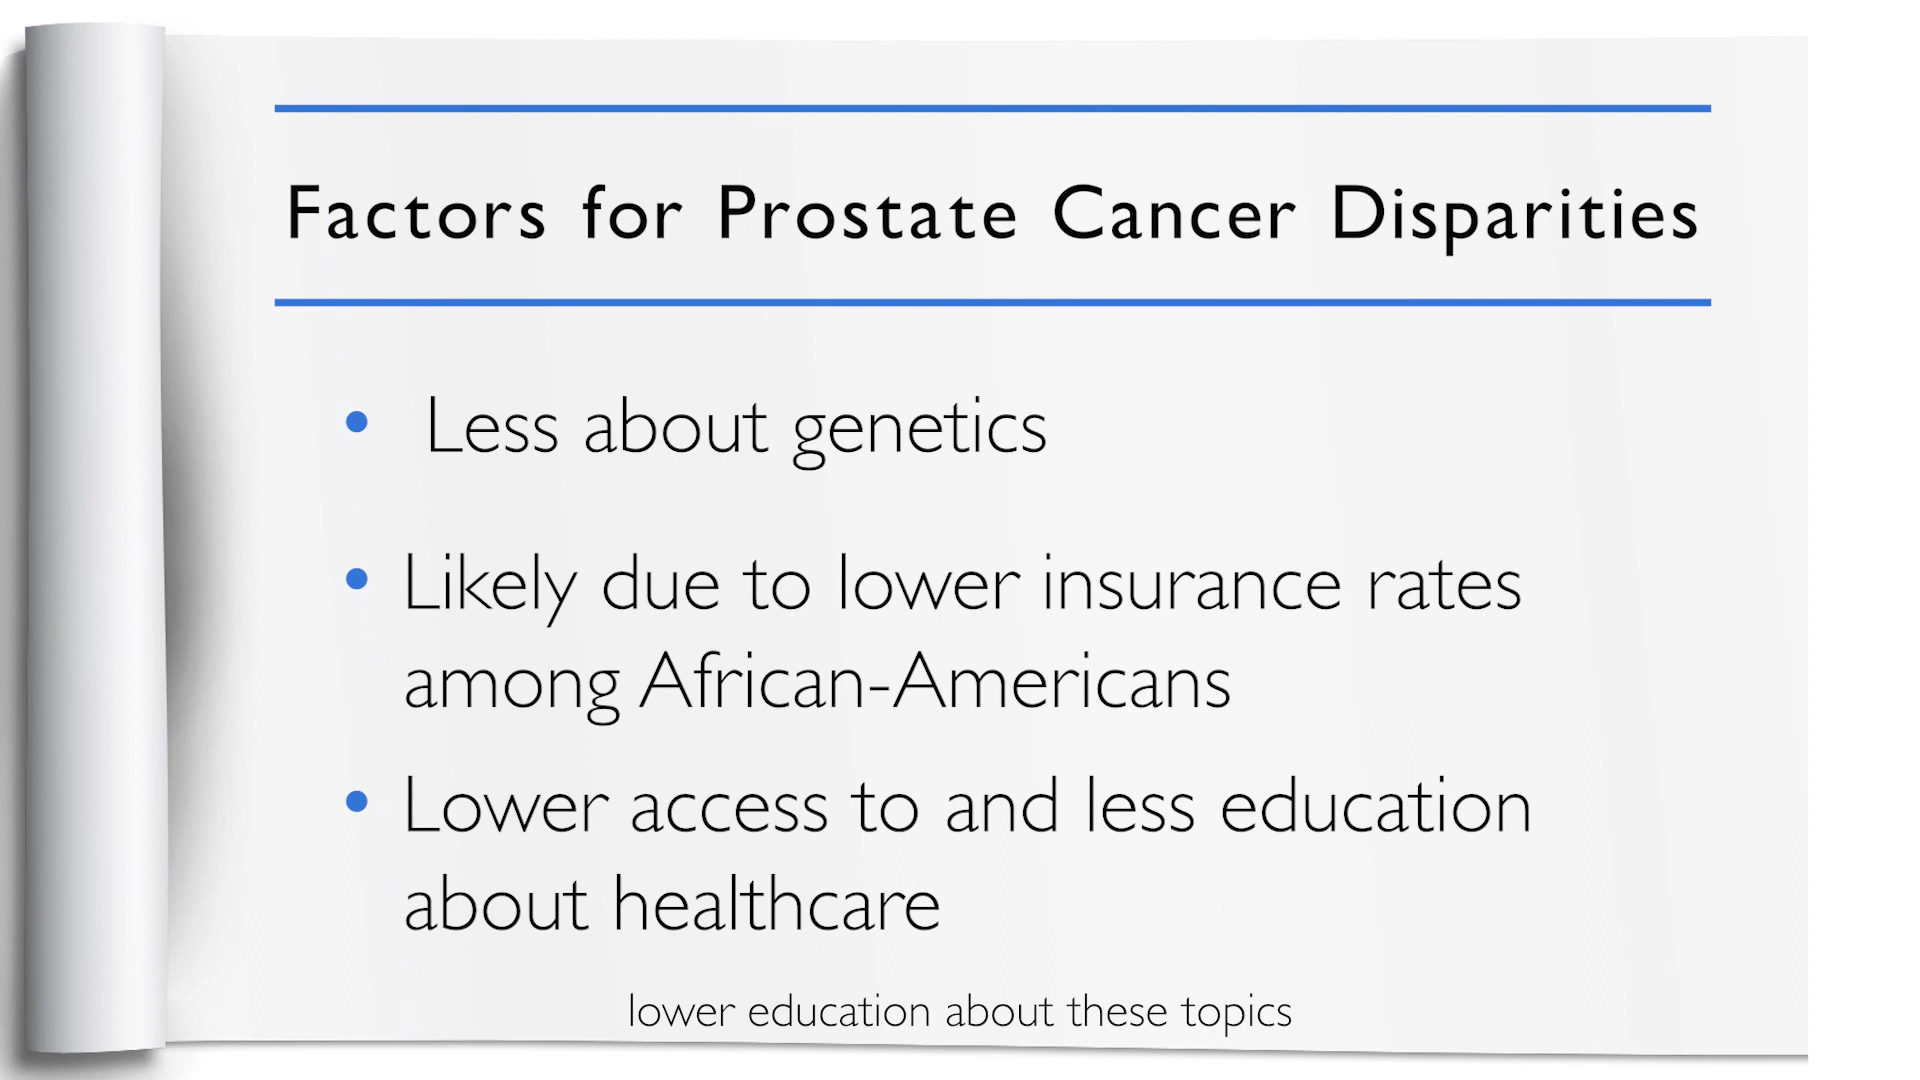 Factors for Prostate Cancer Disparities
• Less about genetics
• Likely due to lower insurance rates
among African-Americans
• Lower access to and less education
about healthcare
lower education about these topics